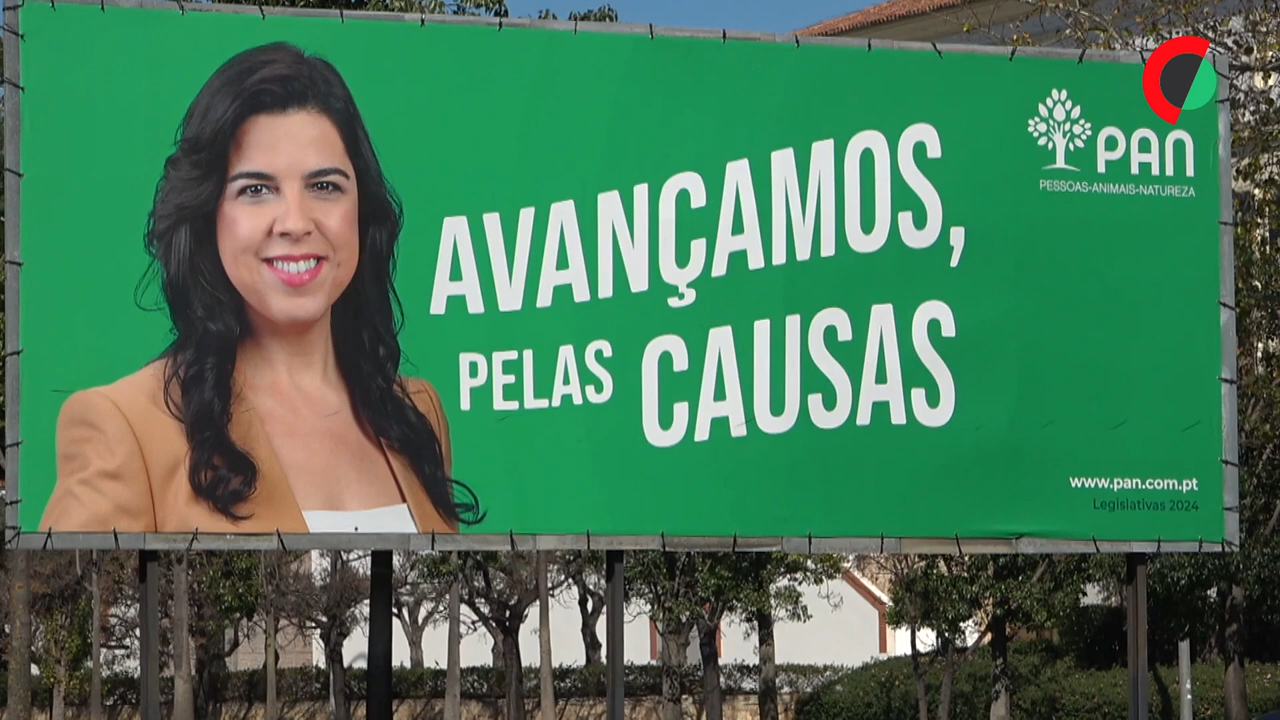 AVANÇAMOS,
PELAS CAUSAS
PAN
PESSOAS-ANIMAIS-NATUREZA
www.pan.com.pt
Legislativas 2024